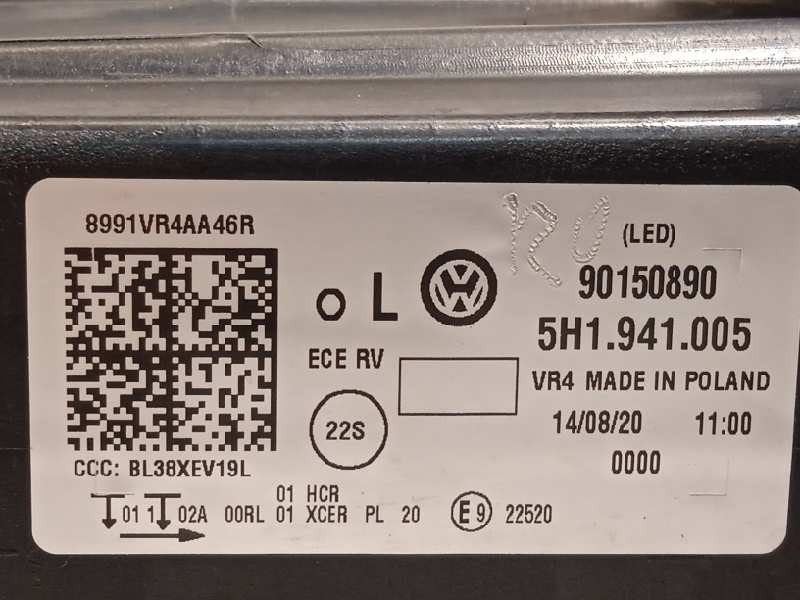 8991VR4AA46R
(LED)
90150890
o L
5H1.941.005
ECE RV
VR4 MADE IN POLAND
22S
14/08/20 11:00
0000
CCC: BL38XEV19L
01 HCR
01 1 02A 00RL 01 XCER PL 20 E9 22520